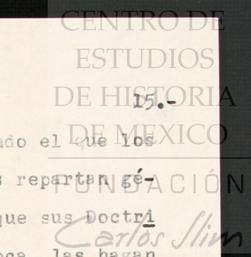 CENTRO DE
ESTUDIOS
DE HISTORIA
15.-
DE MEXICO
ndo el que los
s repartan gé-
FUNDACIÓN
que sus Doctri
Carlos Slim
las hagan